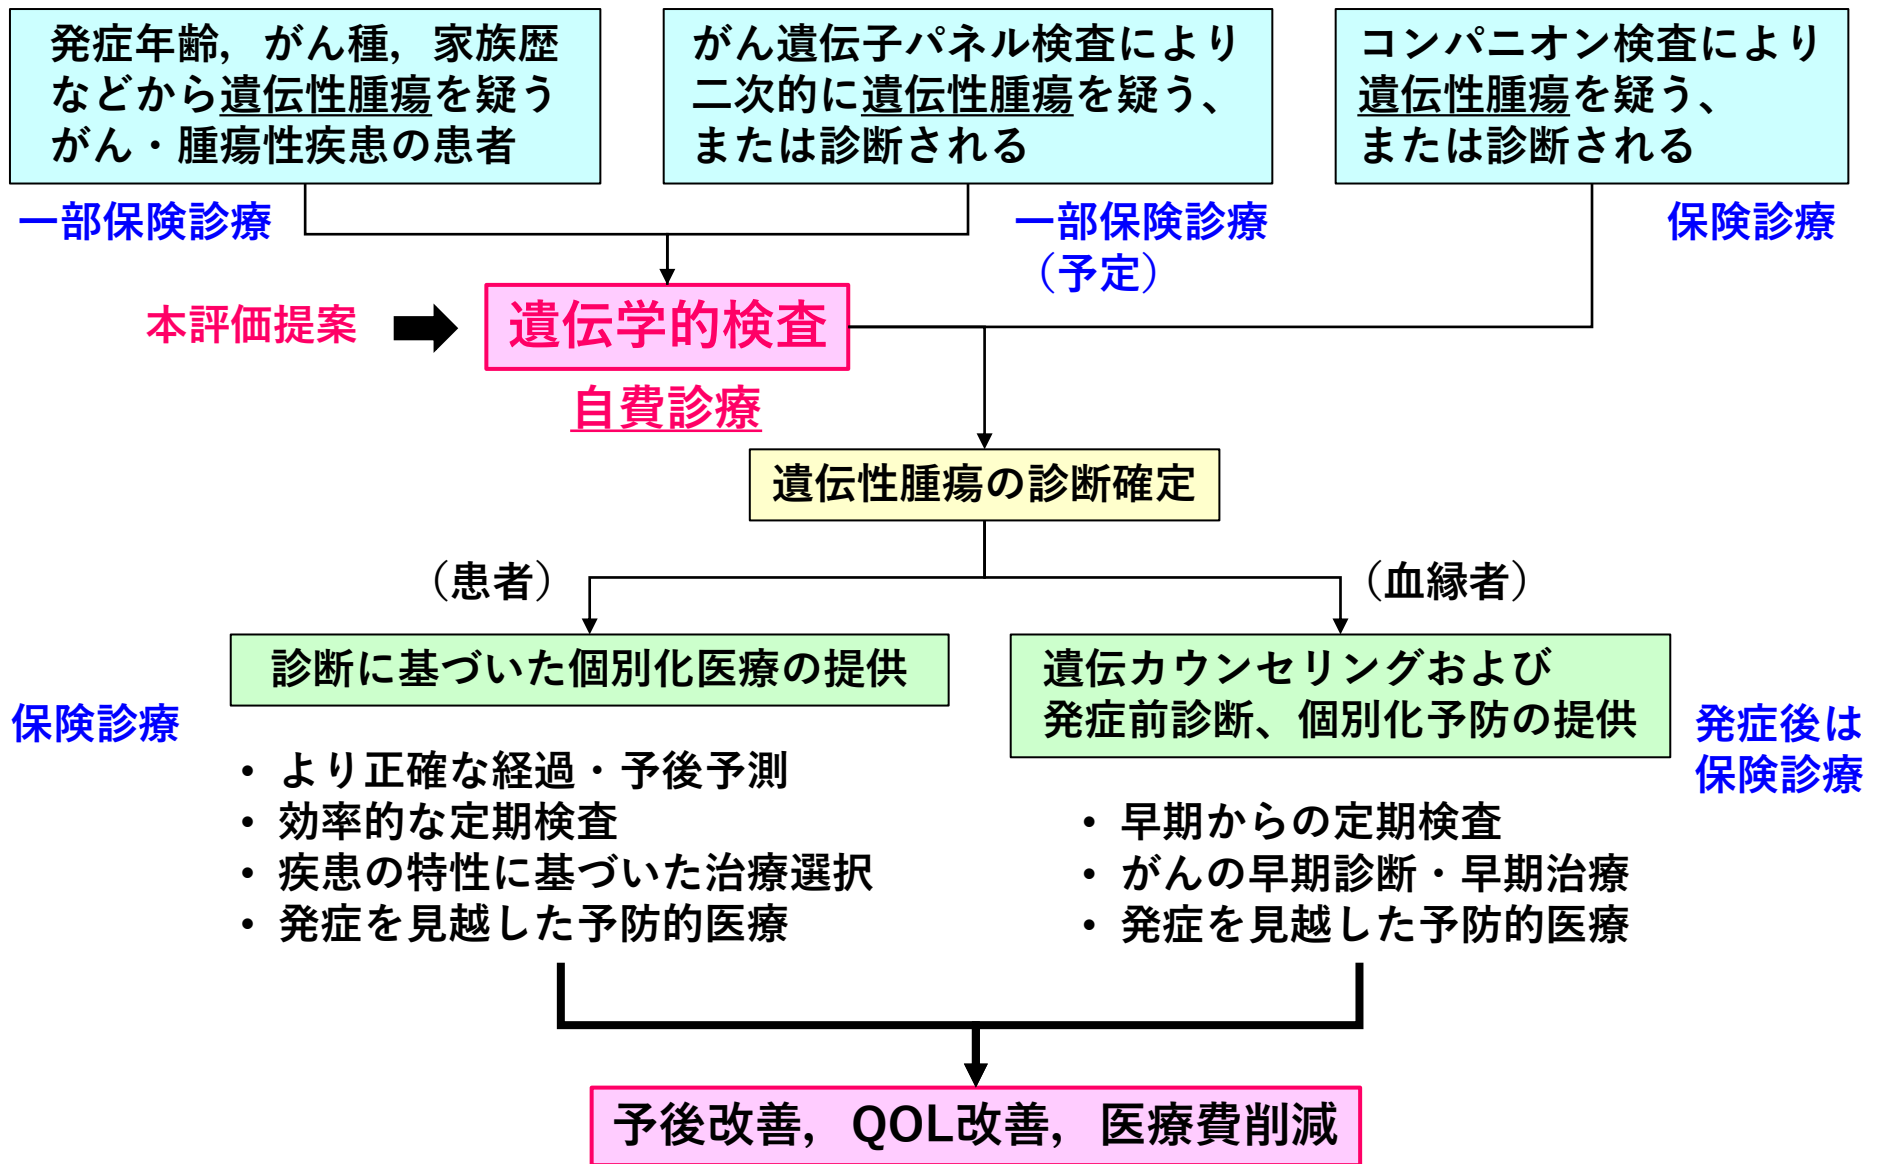 発症年齢，がん種，家族歴
などから遺伝性腫瘍を疑う
がん・腫瘍性疾患の患者
がん遺伝子パネル検査により
二次的に遺伝性腫瘍を疑う、
または診断される
コンパニオン検査により
遺伝性腫瘍を疑う、
または診断される
一部保険診療
一部保険診療
（予定）
保険診療
本評価提案
遺伝学的検査
自費診療
遺伝性腫瘍の診断確定
（患者）
（血縁者）
診断に基づいた個別化医療の提供
遺伝カウンセリングおよび
発症前診断、個別化予防の提供
保険診療
発症後は
保険診療
• より正確な経過・予後予測
• 効率的な定期検査
• 疾患の特性に基づいた治療選択
• 発症を見越した予防的医療
• 早期からの定期検査
• がんの早期診断・早期治療
• 発症を見越した予防的医療
予後改善，QOL改善，医療費削減